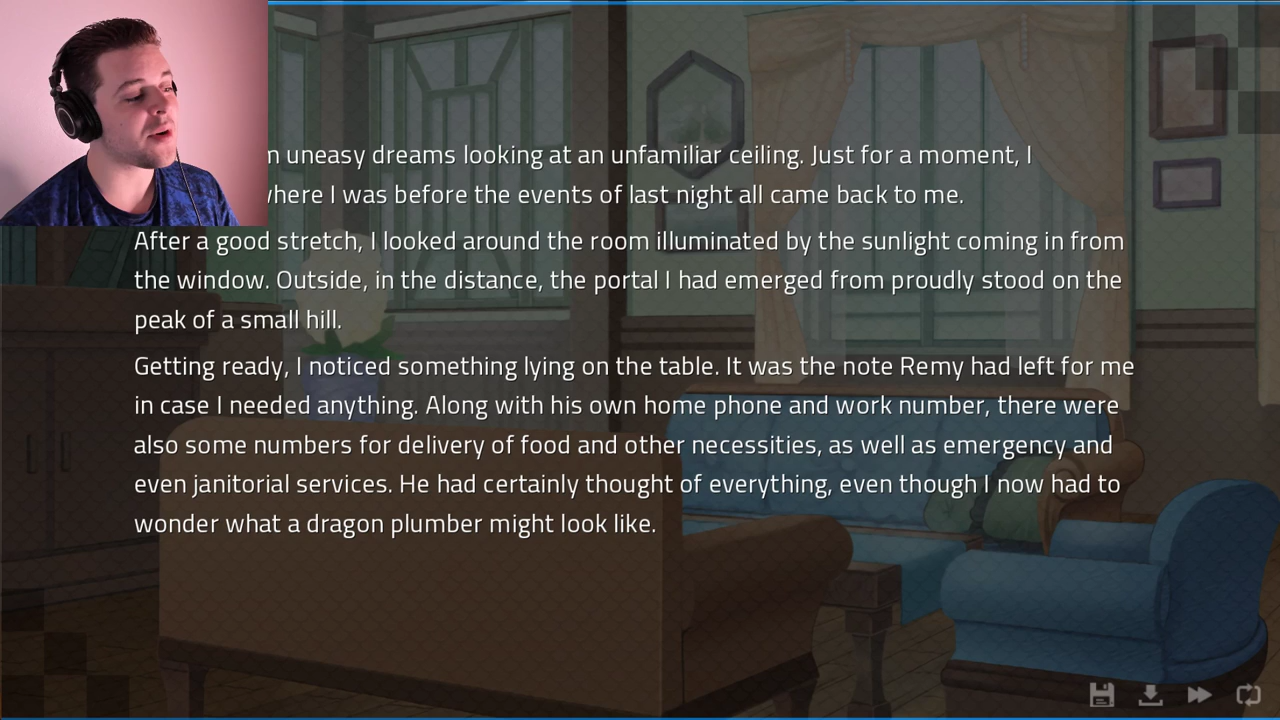 uneasy dreams looking at an unfamiliar ceiling. Just for a moment, I
where I was before the events of last night all came back to me.
After a good stretch, I looked around the room illuminated by the sunlight coming in from
the window. Outside, in the distance, the portal I had emerged from proudly stood on the
peak of a small hill.
Getting ready, I noticed something lying on the table. It was the note Remy had left for me
in case I needed anything. Along with his own home phone and work number, there were
also some numbers for delivery of food and other necessities, as well as emergency and
even janitorial services. He had certainly thought of everything, even though I now had to
wonder what a dragon plumber might look like.